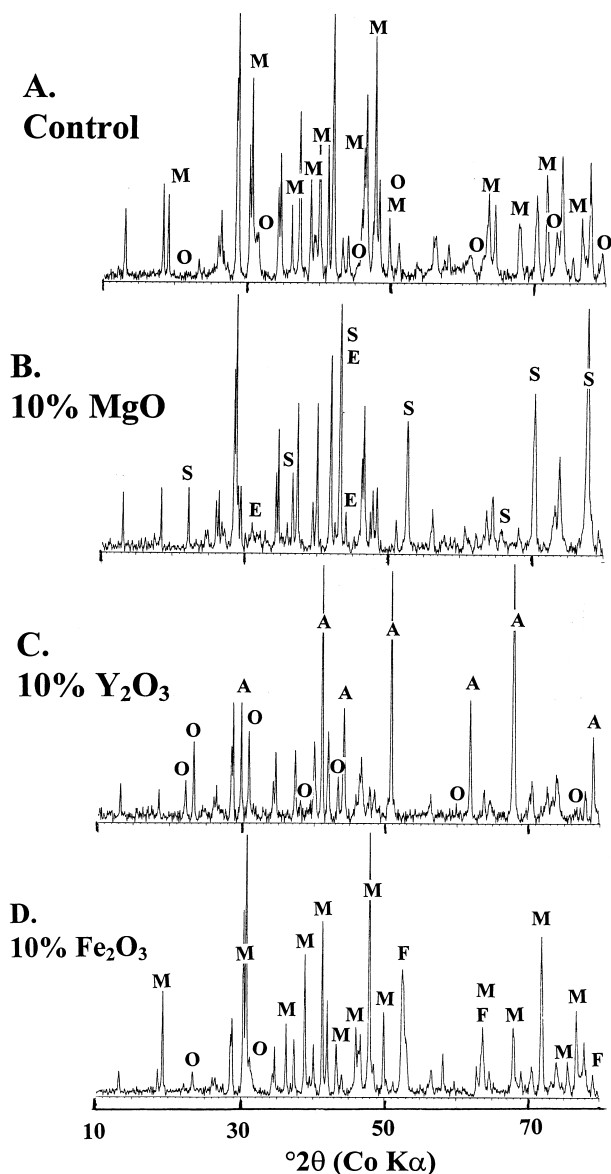 M
M
A.
Control
M M M
M M O M
M M M M M
O O
O O O O
B.
10% MgO
S
E
S S
S S S
E E S
C.
10% Y₂O₃
A A A
A O A A A
O
O O O
O O
D.
10% Fe₂O₃
M
M M M
M M F M
M M M M
M M F M
O O M M F
10 30 50 70
°2θ (Co Kα)